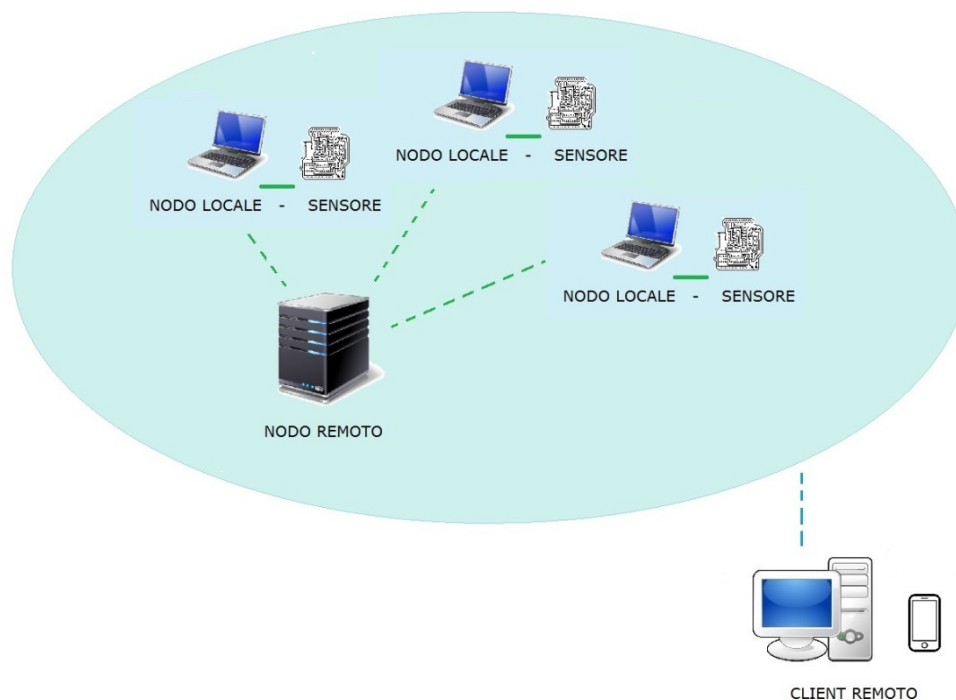 NODO LOCALE - SENSORE
NODO LOCALE - SENSORE
NODO LOCALE - SENSORE
NODO REMOTO
CLIENT REMOTO